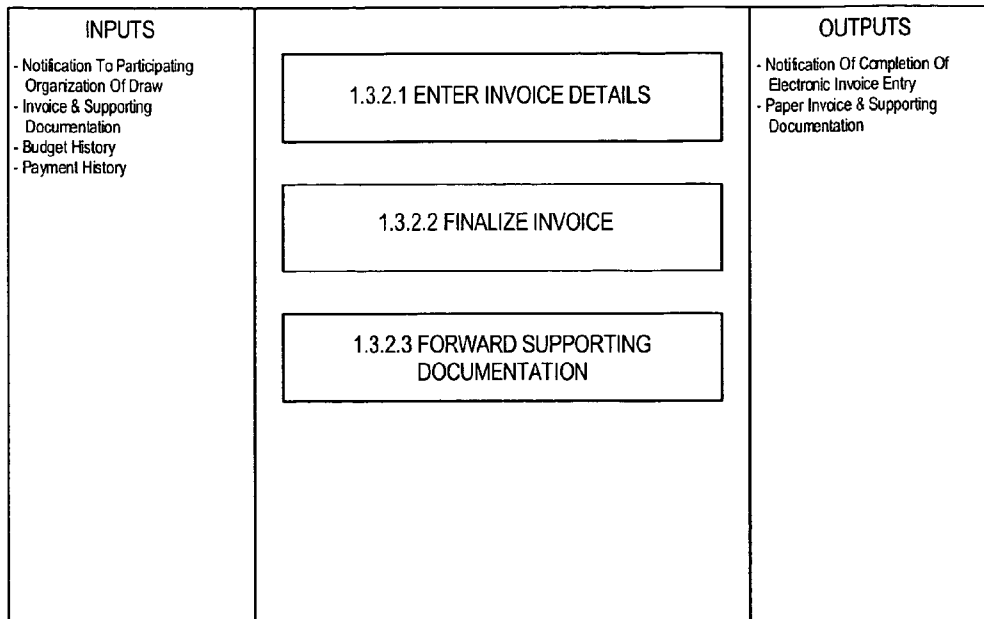 INPUTS
- Notification To Participating
Organization Of Draw
- Invoice & Supporting
Documentation
- Budget History
- Payment History
1.3.2.1 ENTER INVOICE DETAILS
1.3.2.2 FINALIZE INVOICE
1.3.2.3 FORWARD SUPPORTING
DOCUMENTATION
OUTPUTS
- Notification Of Completion Of
Electronic Invoice Entry
- Paper Invoice & Supporting
Documentation